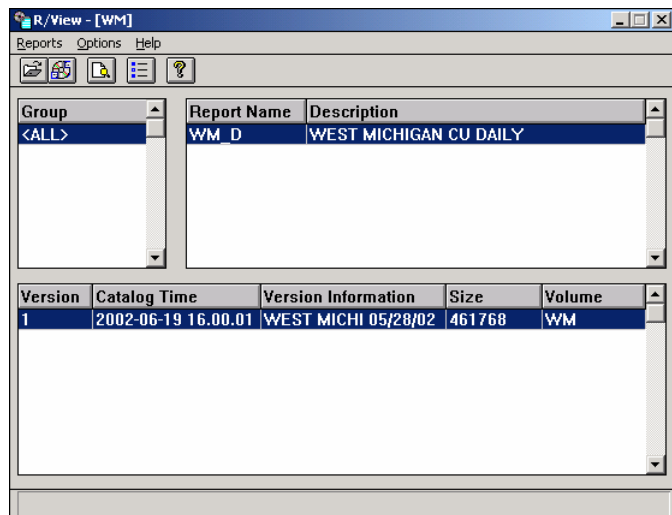 R/View - [WM]
Reports Options Help
Group
<ALL>
Report Name Description
WM_D WEST MICHIGAN CU DAILY
Version Catalog Time Version Information Size Volume
1 2002-06-19 16.00.01 WEST MICHI 05/28/02 461768 WM